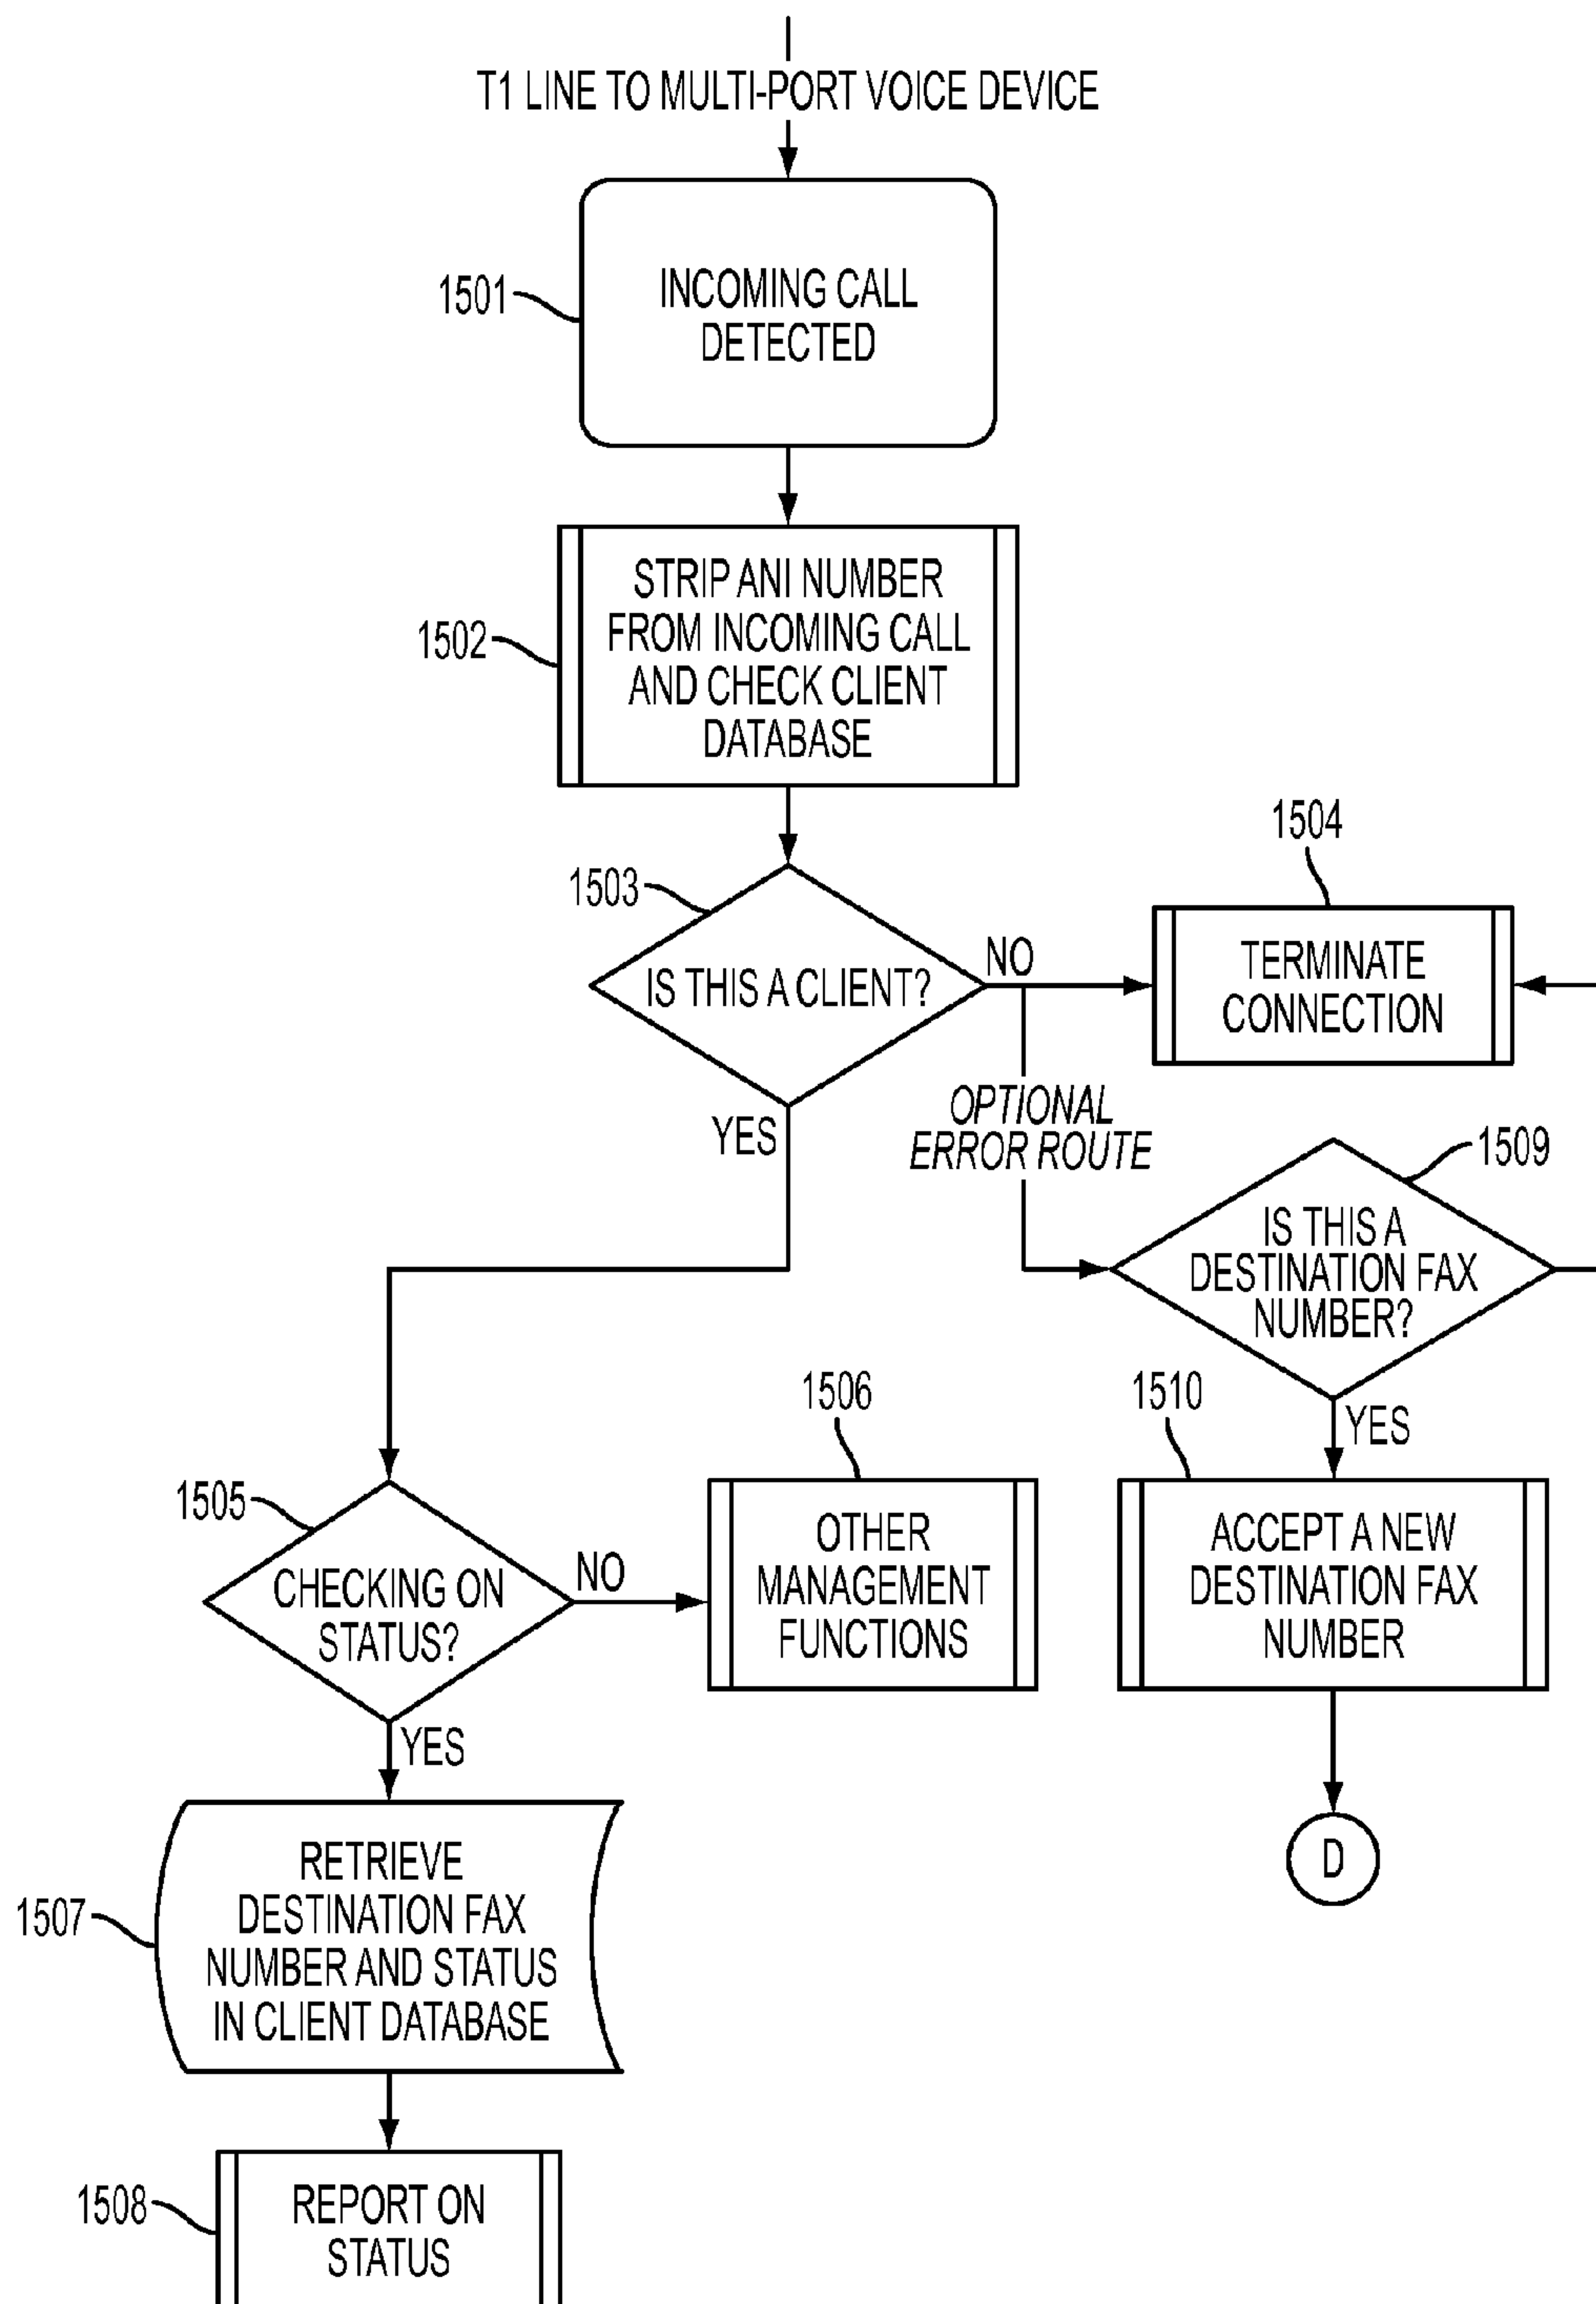 T1 LINE TO MULTI-PORT VOICE DEVICE
1501
INCOMING CALL
DETECTED
1502
STRIP ANI NUMBER
FROM INCOMING CALL
AND CHECK CLIENT
DATABASE
1503
IS THIS A CLIENT?
NO
1504
TERMINATE
CONNECTION
YES
OPTIONAL
ERROR ROUTE
1509
IS THIS A
DESTINATION FAX
NUMBER?
YES
1505
CHECKING ON
STATUS?
NO
1506
OTHER
MANAGEMENT
FUNCTIONS
1510
ACCEPT A NEW
DESTINATION FAX
NUMBER
YES
D
1507
RETRIEVE
DESTINATION FAX
NUMBER AND STATUS
IN CLIENT DATABASE
1508
REPORT ON
STATUS